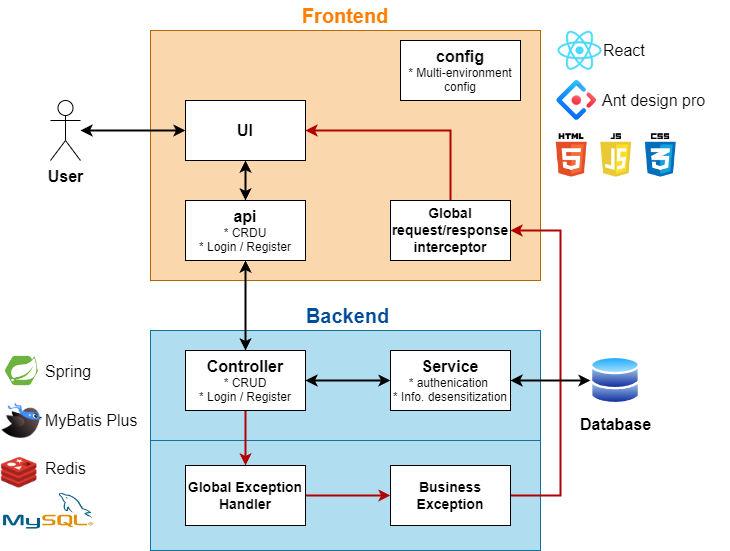 Frontend
config
* Multi-environment
config
React
Ant design pro
HTML
5
JS
JS
CSS
3
User
UI
api
* CRDU
* Login / Register
Global
request/response
interceptor
Backend
Controller
* CRUD
* Login / Register
Service
* authenication
* Info. desensitization
Database
Spring
MyBatis Plus
Redis
MySQL
Global Exception
Handler
Business
Exception